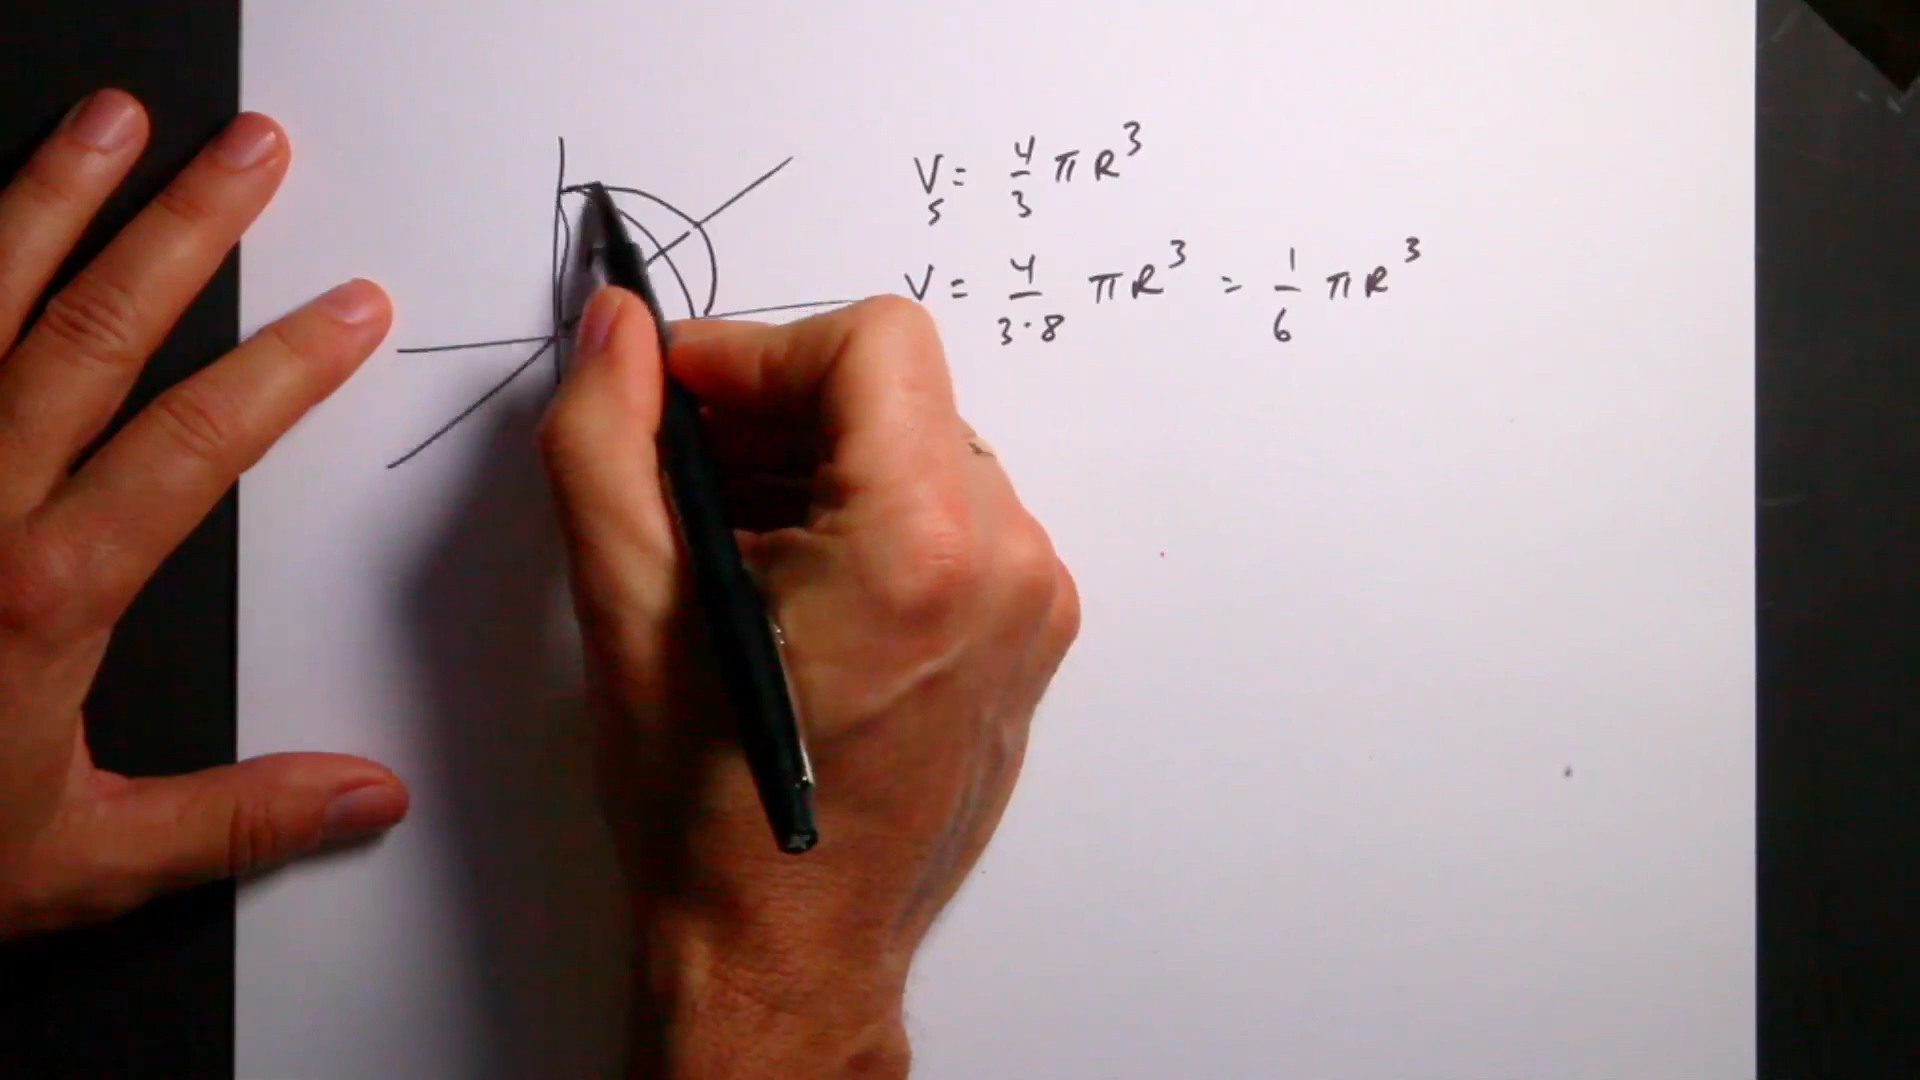 V_s = 4/3 π R^3
V = 4/(3·8) π R^3 = 1/6 π R^3